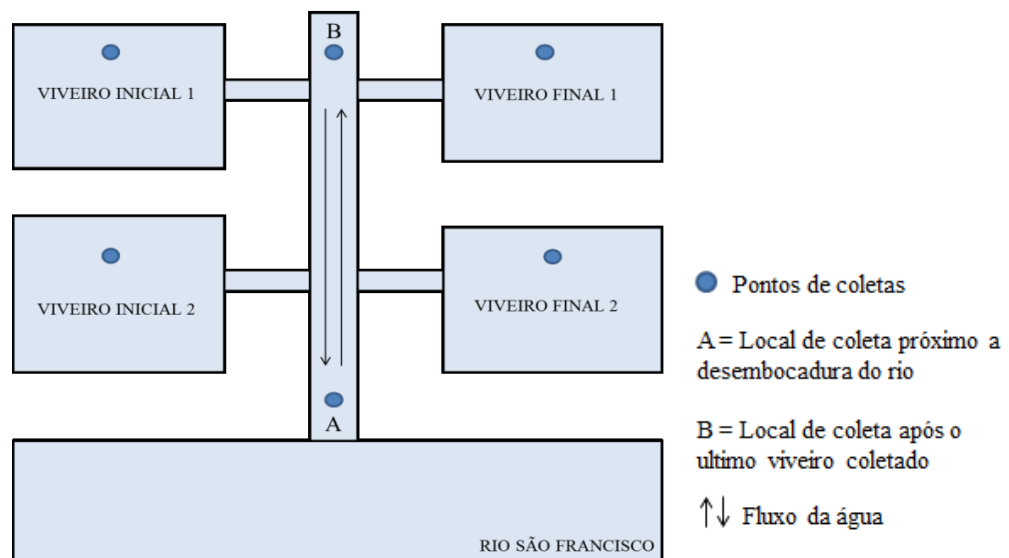 B
VIVEIRO INICIAL 1
VIVEIRO FINAL 1
VIVEIRO INICIAL 2
VIVEIRO FINAL 2
A
RIO SÃO FRANCISCO
Pontos de coletas
A = Local de coleta próximo a
desembocadura do rio
B = Local de coleta após o
ultimo viveiro coletado
↑↓ Fluxo da água